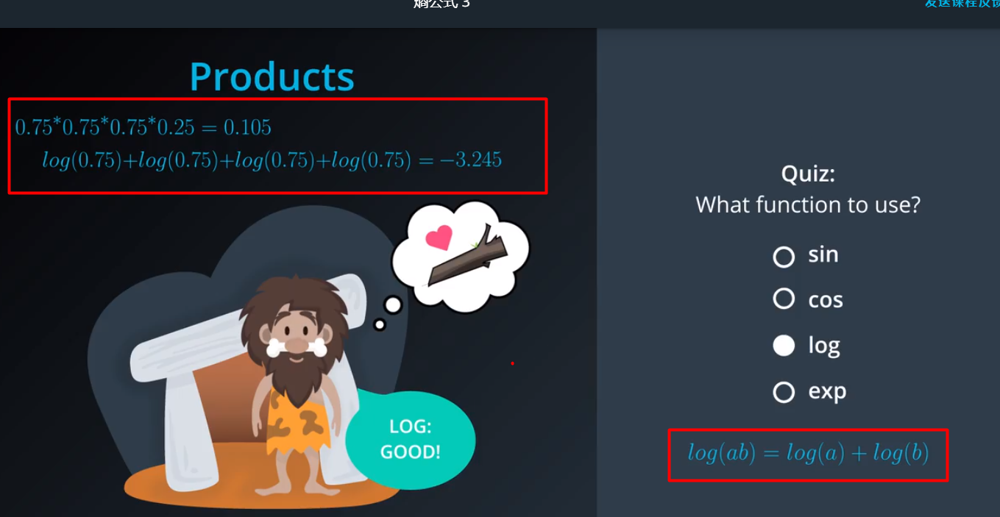 熵公式 3
发送课程反馈
Products
0.75*0.75*0.75*0.25 = 0.105
log(0.75)+log(0.75)+log(0.75)+log(0.75) = −3.245
LOG:
GOOD!
Quiz:
What function to use?
sin
cos
log
exp
log(ab) = log(a) + log(b)